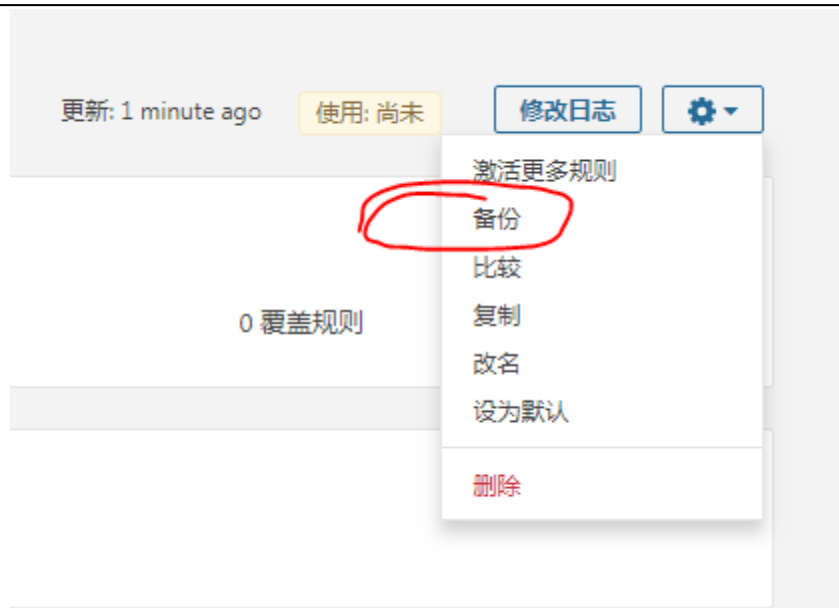 更新: 1 minute ago 使用: 尚未 修改日志
激活更多规则
备份
比较
0 覆盖规则
复制
改名
设为默认
删除